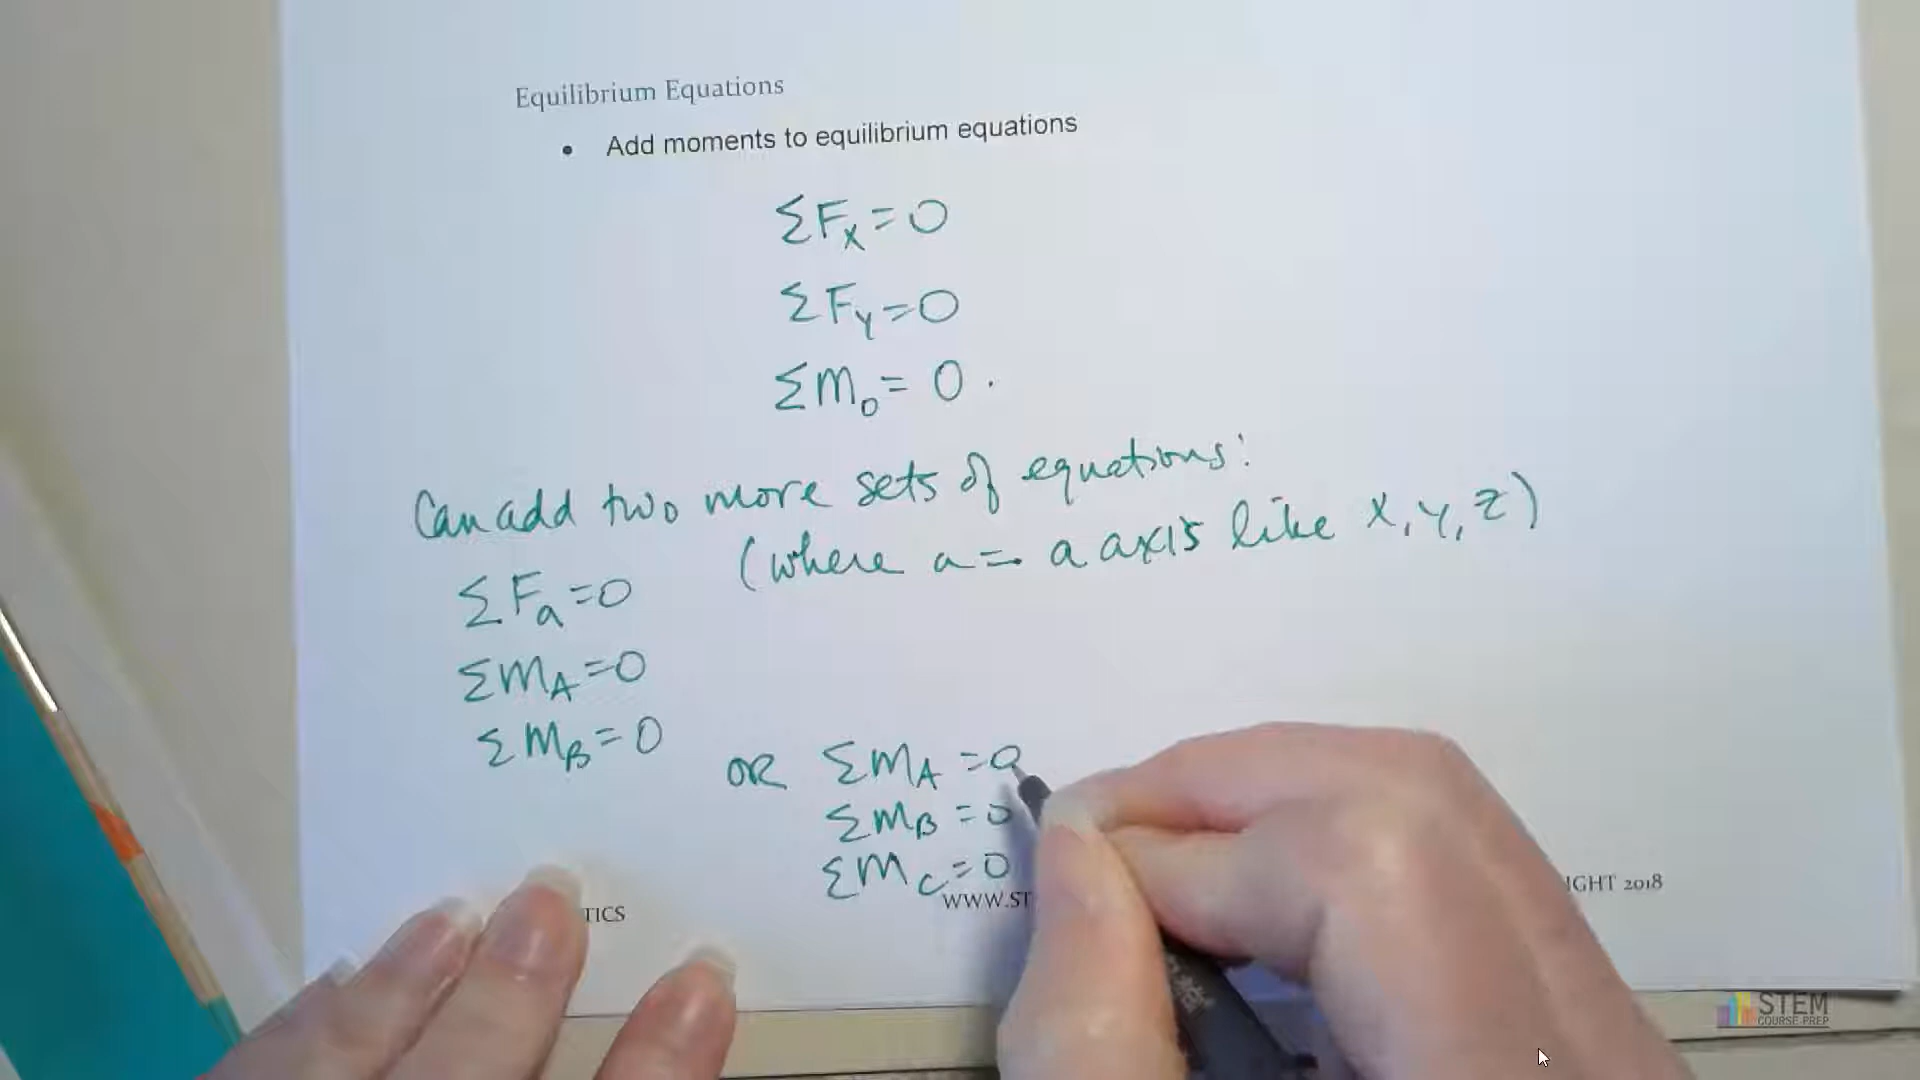 Equilibrium Equations
• Add moments to equilibrium equations
ΣFx=0
ΣFy=0
ΣMo=0.
Can add two more sets of equations:
(where a = a axis like x, y, z)
ΣFa=0
ΣMA=0
ΣMB=0
OR ΣMA=0
ΣMB=0
ΣMC=0
TICS WWW.ST IGHT 2018
STEM
COURSE PREP